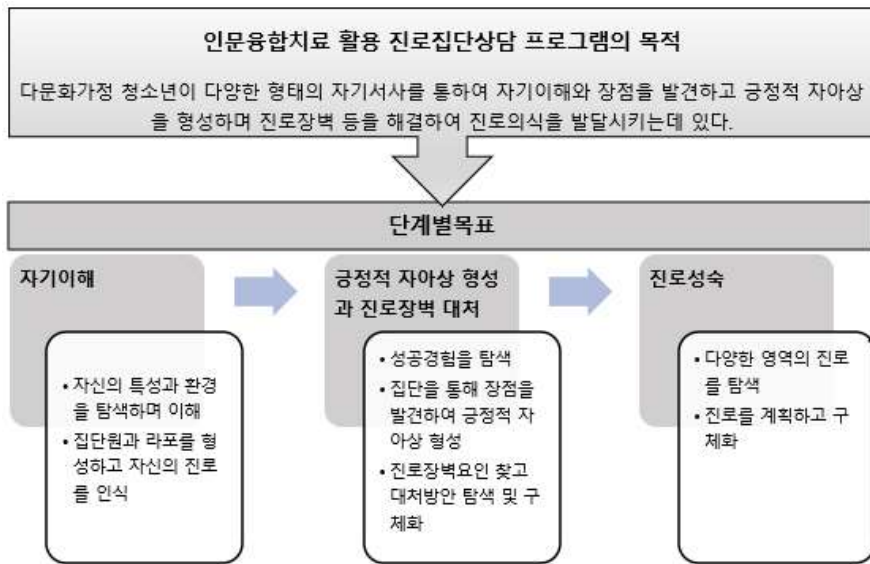 인문융합치료 활용 진로집단상담 프로그램의 목적
다문화가정 청소년이 다양한 형태의 자기서사를 통하여 자기이해와 장점을 발견하고 긍정적 자아상
을 형성하며 진로장벽 등을 해결하여 진로의식을 발달시키는데 있다.
단계별목표
자기이해
• 자신의 특성과 환경
을 탐색하며 이해
• 집단원과 라포를 형
성하고 자신의 진로
를 인식
긍정적 자아상 형성
과 진로장벽 대처
• 성공경험을 탐색
• 집단을 통해 장점을
발견하여 긍정적 자
아상 형성
• 진로장벽요인 찾고
대처방안 탐색 및 구
체화
진로성숙
• 다양한 영역의 진로
를 탐색
• 진로를 계획하고 구
체화